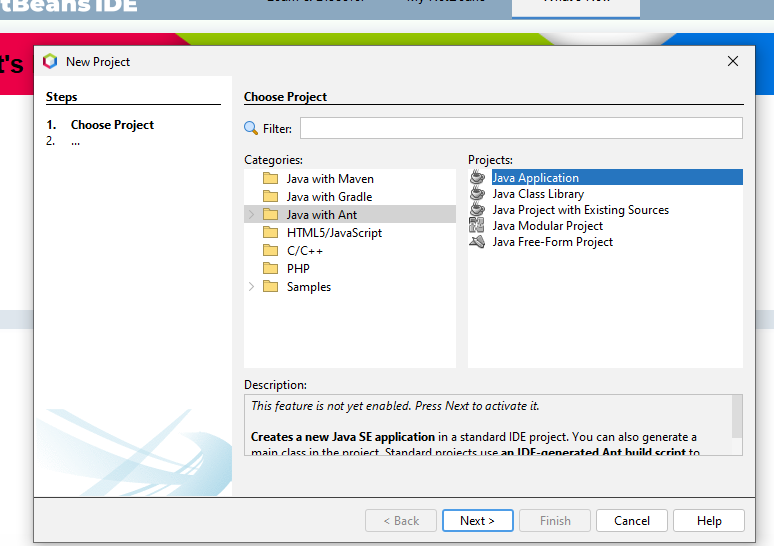 tBeans IDE
What's New
t's
New Project
Steps
1. Choose Project
2. ...
Choose Project
Filter:
Categories:
Java with Maven
Java with Gradle
Java with Ant
HTML5/JavaScript
C/C++
PHP
Samples
Projects:
Java Application
Java Class Library
Java Project with Existing Sources
Java Modular Project
Java Free-Form Project
Description:
This feature is not yet enabled. Press Next to activate it.
Creates a new Java SE application in a standard IDE project. You can also generate a
main class in the project. Standard projects use an IDE-generated Ant build script to
< Back
Next >
Finish
Cancel
Help